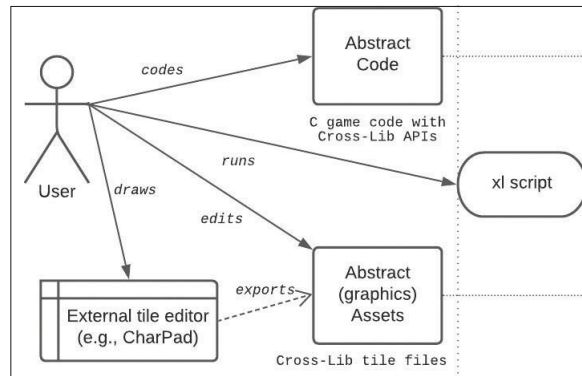 Abstract
Code
codes
C game code with
Cross-Lib APIs
User
runs
xl script
draws
edits
External tile editor
(e.g., CharPad)
exports
Abstract
(graphics)
Assets
Cross-Lib tile files